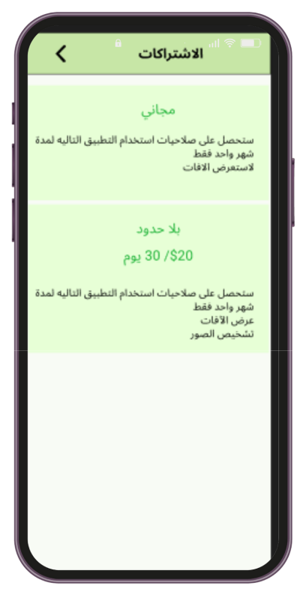 الاشتراكات
مجاني
ستحصل على صلاحيات استخدام التطبيق التاليه لمدة
شهر واحد فقط
لاستعرض الافات
بلا حدود
20$/ 30 يوم
ستحصل على صلاحيات استخدام التطبيق التاليه لمدة
شهر واحد فقط
عرض الآفات
تشخيص الصور